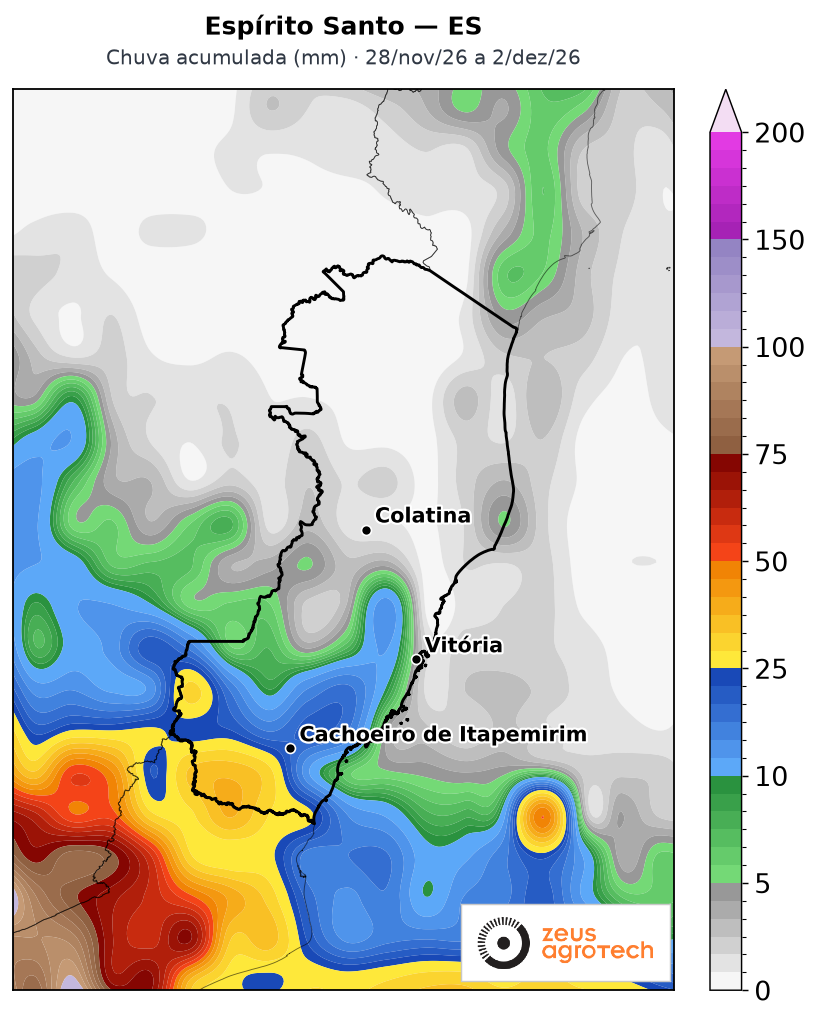 Espírito Santo — ES
Chuva acumulada (mm) · 28/nov/26 a 2/dez/26
200
150
100
75
50
25
10
5
0
Colatina
Vitória
Cachoeiro de Itapemirim
zeus
agrotech